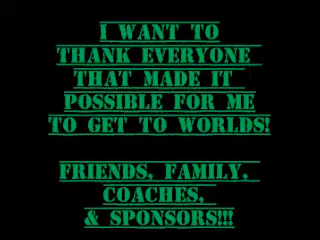 I WANT TO
THANK EVERYONE
THAT MADE IT
POSSIBLE FOR ME
TO GET TO WORLDS!
FRIENDS, FAMILY,
COACHES,
& SPONSORS!!!